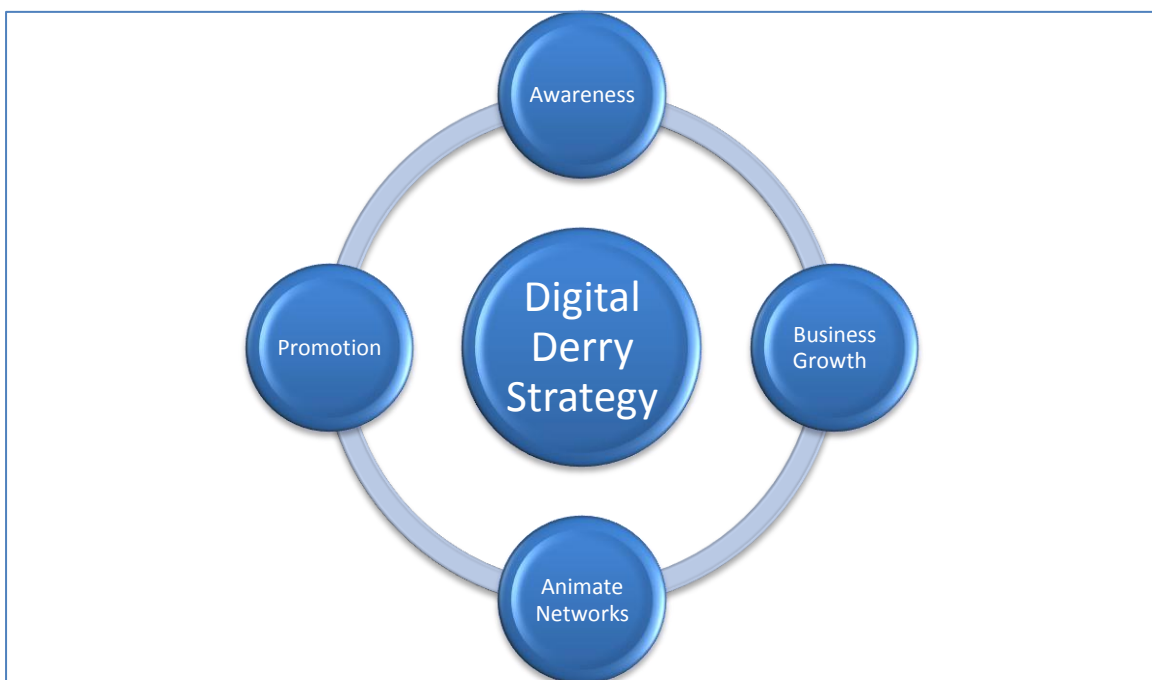 Awareness
Digital
Derry
Strategy
Promotion
Business
Growth
Animate
Networks